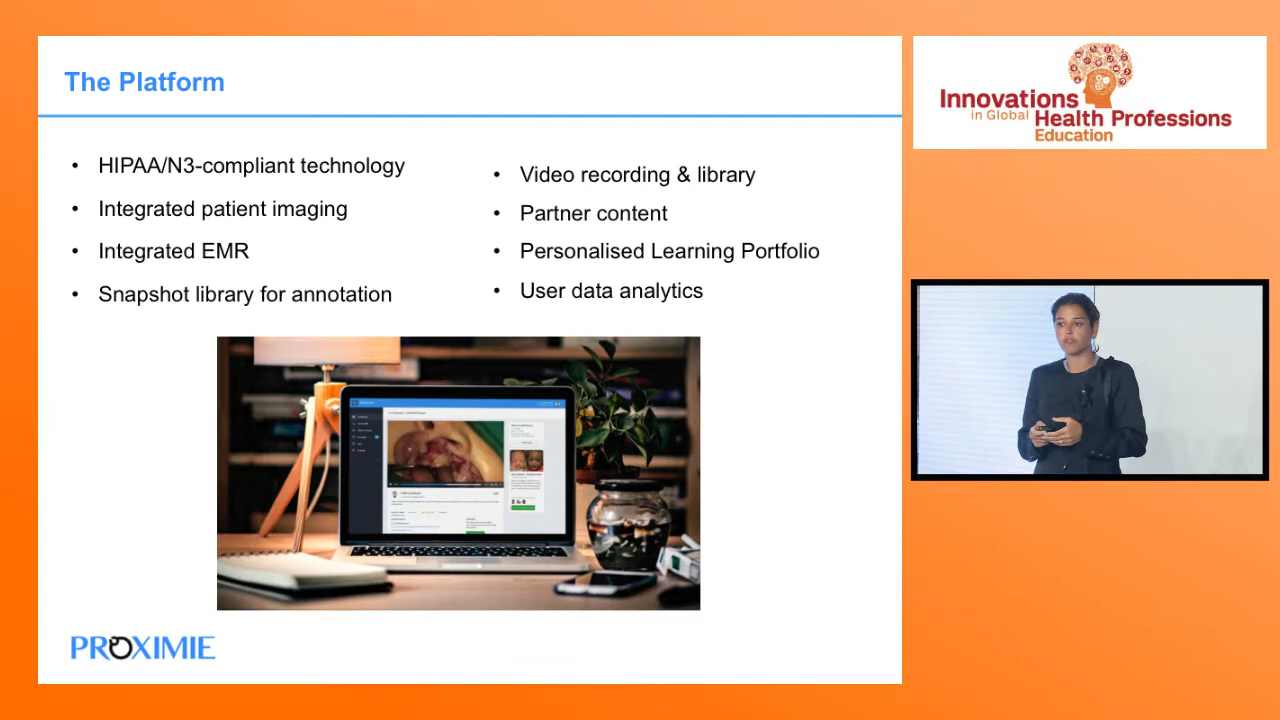 The Platform
• HIPAA/N3-compliant technology
• Integrated patient imaging
• Integrated EMR
• Snapshot library for annotation
• Video recording & library
• Partner content
• Personalised Learning Portfolio
• User data analytics
PROXIMIE
Innovations
in Global Health Professions
Education